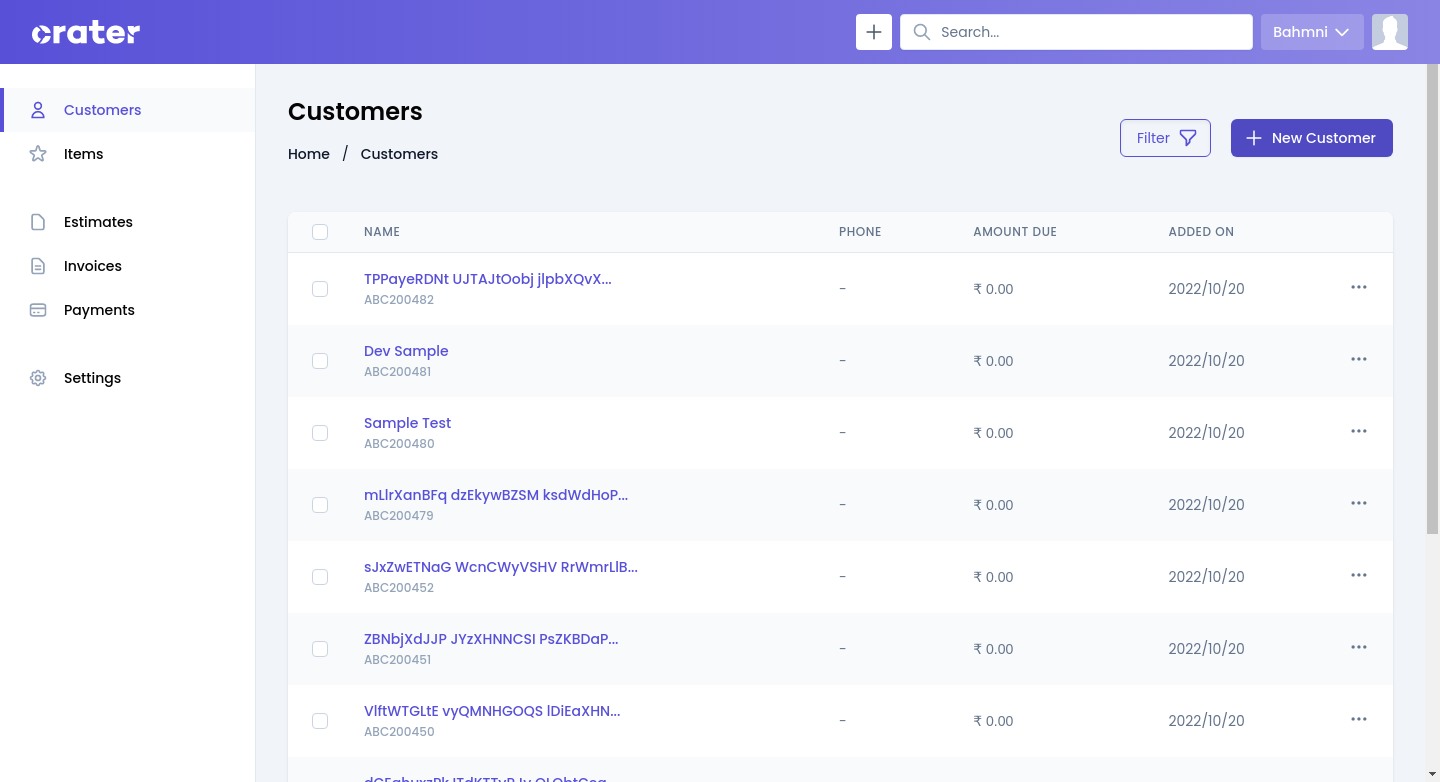 crater
Search...
Bahmni
Customers
Items
Estimates
Invoices
Payments
Settings
Customers
Home / Customers
Filter
New Customer
NAME PHONE AMOUNT DUE ADDED ON
TPPayeRDNt UJTAJtOobj jlpbXQvX...
ABC200482
- ₹ 0.00 2022/10/20
Dev Sample
ABC200481
- ₹ 0.00 2022/10/20
Sample Test
ABC200480
- ₹ 0.00 2022/10/20
mLlrXanBFq dzEkywBZSM ksdWdHoP...
ABC200479
- ₹ 0.00 2022/10/20
sJxZwETNaG WcnCWyVSHV RrWmrLlB...
ABC200452
- ₹ 0.00 2022/10/20
ZBNbjXdJJP JYzXHNNCSI PsZKBDaP...
ABC200451
- ₹ 0.00 2022/10/20
VlftWTGLtE vyQMNHGOQS lDiEaXHN...
ABC200450
- ₹ 0.00 2022/10/20